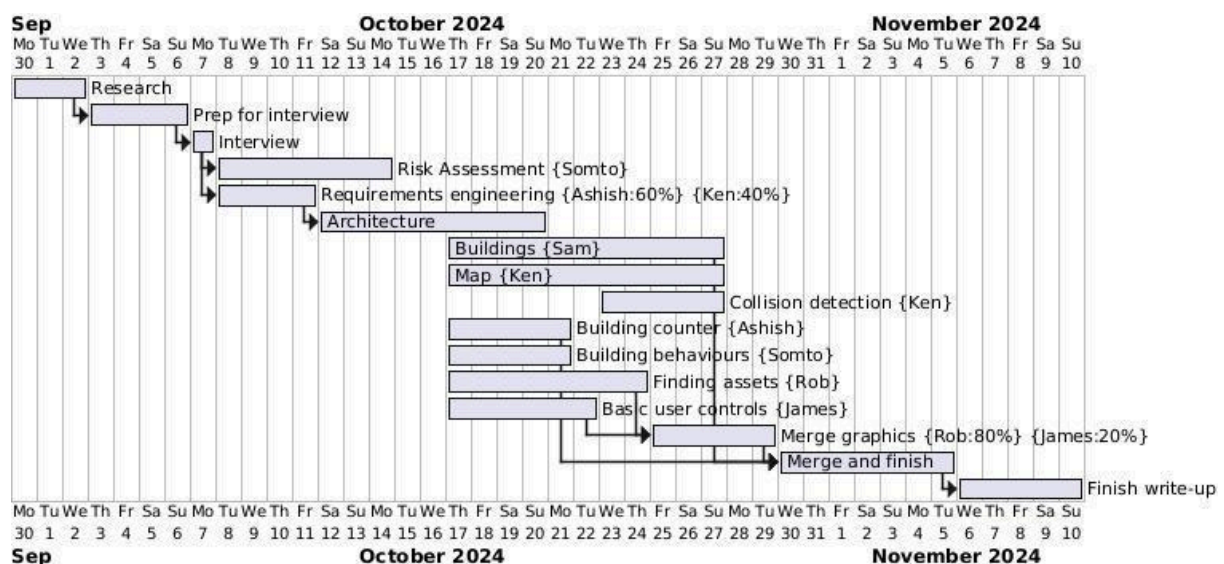 Sep October 2024 November 2024
Mo Tu We Th Fr Sa Su Mo Tu We Th Fr Sa Su Mo Tu We Th Fr Sa Su Mo Tu We Th Fr Sa Su Mo Tu We Th Fr Sa Su Mo Tu We Th Fr Sa Su
30 1 2 3 4 5 6 7 8 9 10 11 12 13 14 15 16 17 18 19 20 21 22 23 24 25 26 27 28 29 30 31 1 2 3 4 5 6 7 8 9 10
Research
Prep for interview
Interview
Risk Assessment {Somto}
Requirements engineering {Ashish:60%} {Ken:40%}
Architecture
Buildings {Sam}
Map {Ken}
Collision detection {Ken}
Building counter {Ashish}
Building behaviours {Somto}
Finding assets {Rob}
Basic user controls {James}
Merge graphics {Rob:80%} {James:20%}
Merge and finish
Finish write-up
Mo Tu We Th Fr Sa Su Mo Tu We Th Fr Sa Su Mo Tu We Th Fr Sa Su Mo Tu We Th Fr Sa Su Mo Tu We Th Fr Sa Su Mo Tu We Th Fr Sa Su
30 1 2 3 4 5 6 7 8 9 10 11 12 13 14 15 16 17 18 19 20 21 22 23 24 25 26 27 28 29 30 31 1 2 3 4 5 6 7 8 9 10
Sep October 2024 November 2024